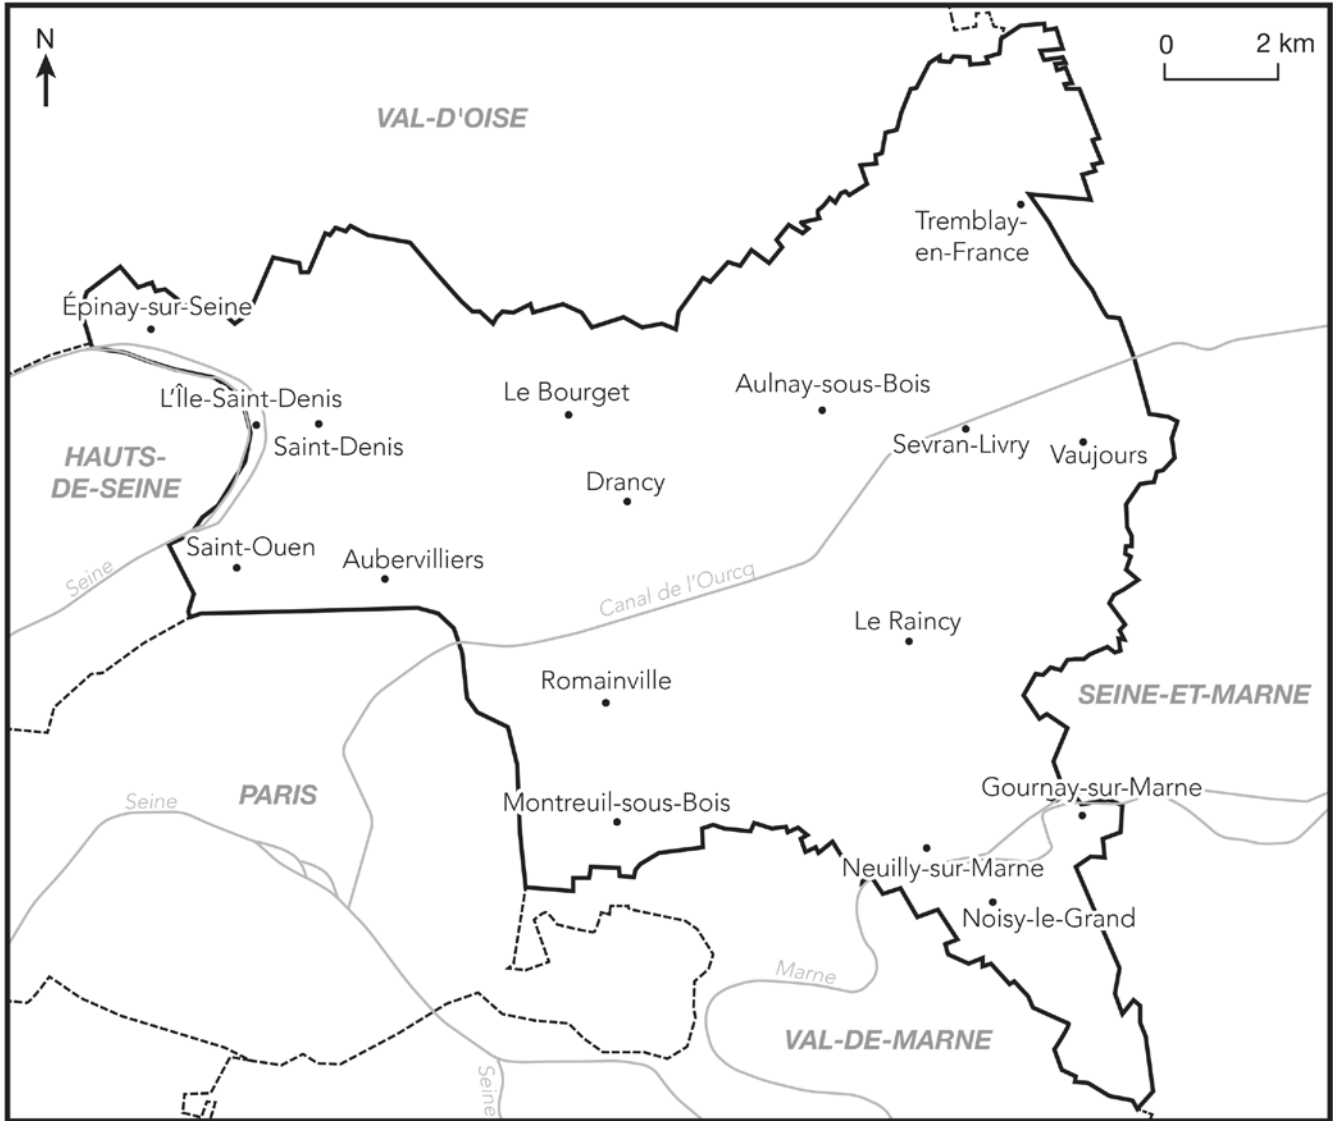 N
0 2 km
VAL-D'OISE
Tremblay-
en-France
Épinay-sur-Seine
L'Île-Saint-Denis
Saint-Denis
Le Bourget
Aulnay-sous-Bois
Sevran-Livry
Vaujours
HAUTS-
DE-SEINE
Drancy
Saint-Ouen
Aubervilliers
Seine
Canal de l'Ourcq
Le Raincy
Romainville
SEINE-ET-MARNE
Gournay-sur-Marne
PARIS
Seine
Montreuil-sous-Bois
Neuilly-sur-Marne
Noisy-le-Grand
Marne
VAL-DE-MARNE
Seine